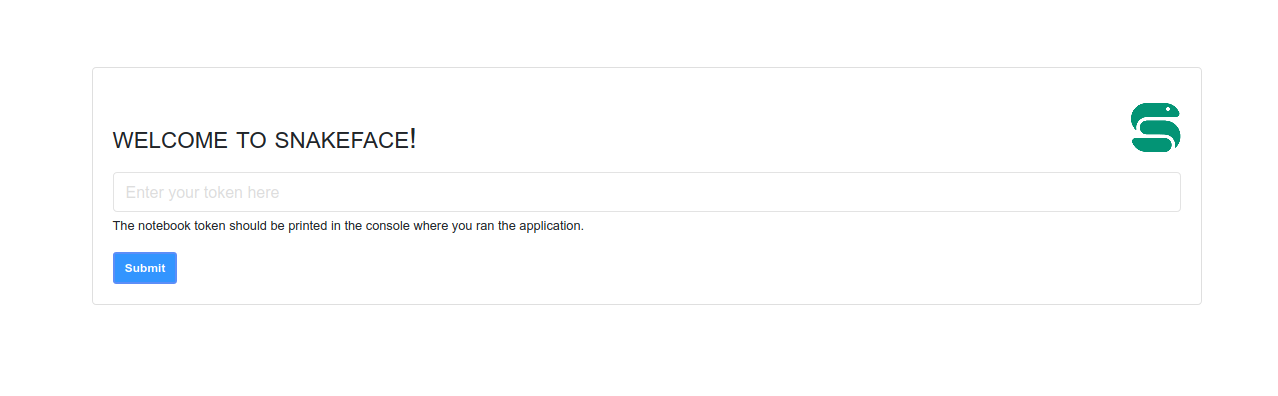 WELCOME TO SNAKEFACE!
Enter your token here
The notebook token should be printed in the console where you ran the application.
Submit